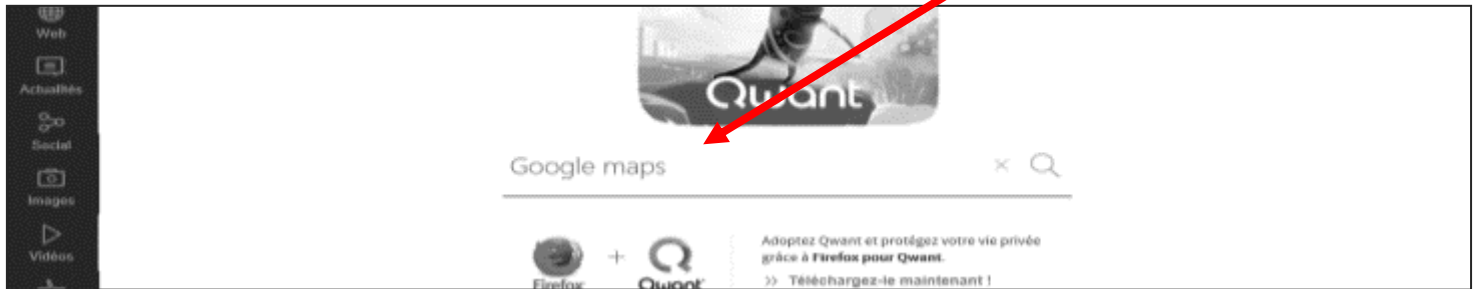 Web
Actualités
Social
Images
Vidéos
Qwant
Google maps
Firefox + Qwant
Adoptez Qwant et protégez votre vie privée
grâce à Firefox pour Qwant.
>> Téléchargez-le maintenant !